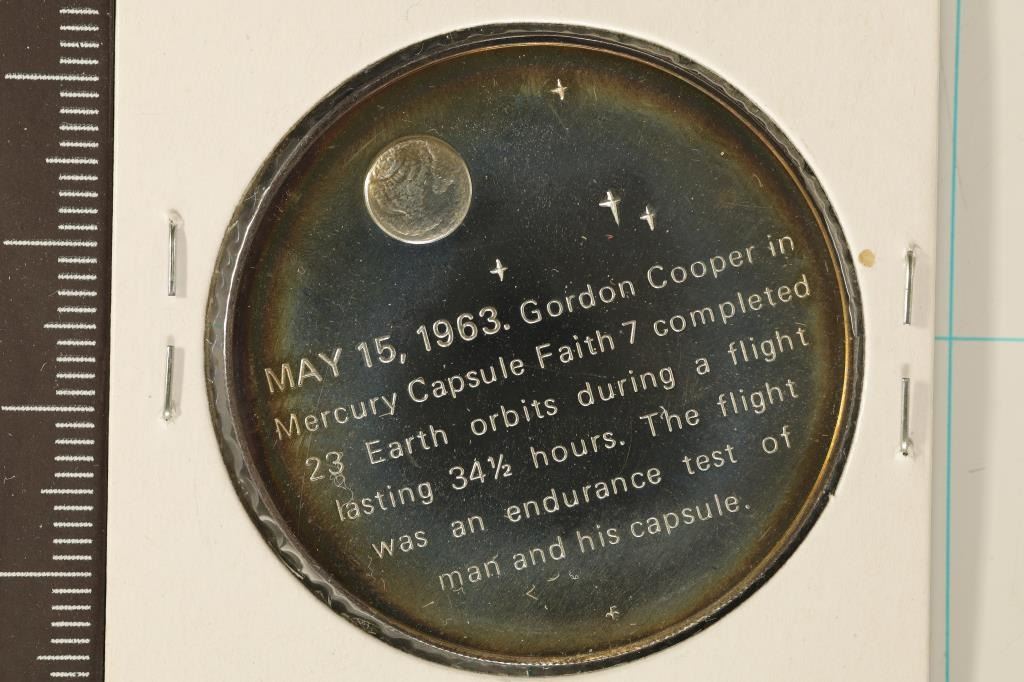 MAY 15, 1963. Gordon Cooper in
Mercury Capsule Faith 7 completed
23 Earth orbits during a flight
lasting 34½ hours. The flight
was an endurance test of
man and his capsule.